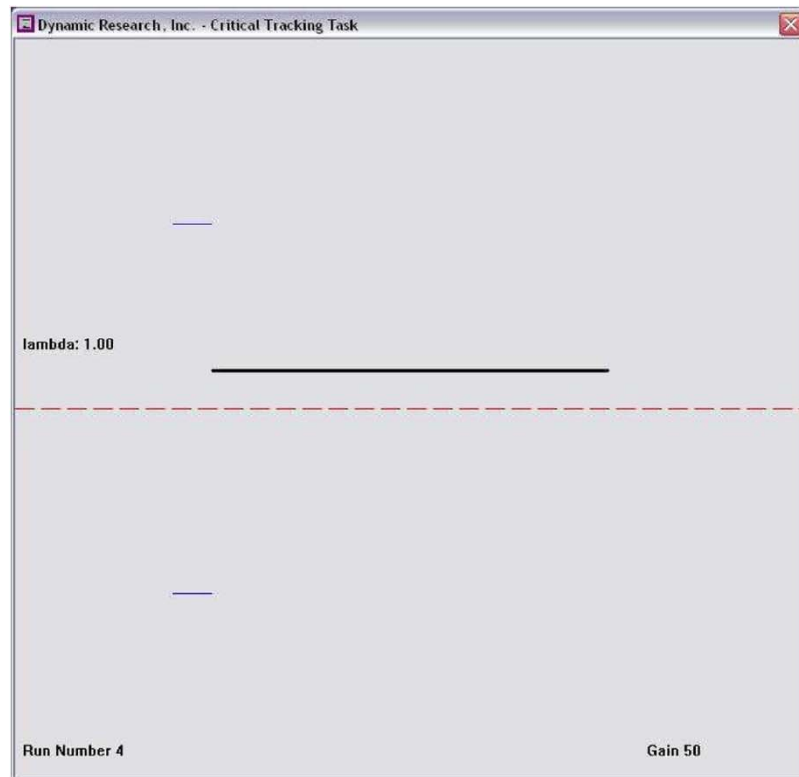 Dynamic Research, Inc. - Critical Tracking Task
lambda: 1.00
Run Number 4
Gain 50